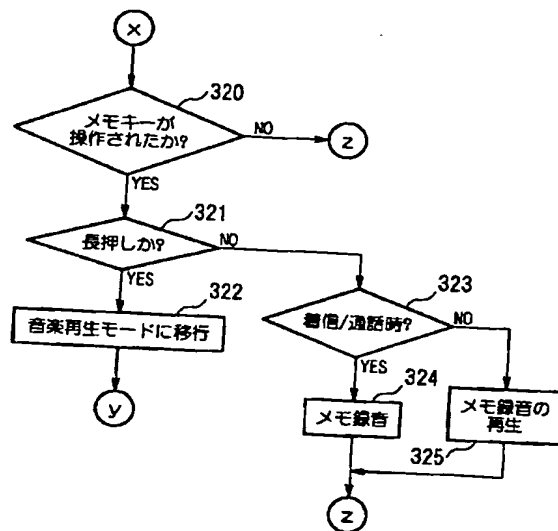 x
320
メモキーが
操作されたか?
NO
z
YES
321
長押しか?
NO
YES
322
音楽再生モードに移行
y
323
着信/通話時?
NO
YES
324
メモ録音
メモ録音の
再生
325
z